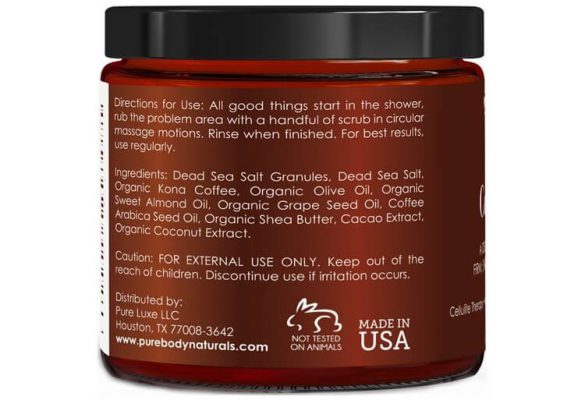 Directions for Use: All good things start in the shower,
rub the problem area with a handful of scrub in circular
massage motions. Rinse when finished. For best results,
use regularly.
Ingredients: Dead Sea Salt Granules, Dead Sea Salt,
Organic Kona Coffee, Organic Olive Oil, Organic
Sweet Almond Oil, Organic Grape Seed Oil, Coffee
Arabica Seed Oil, Organic Shea Butter, Cacao Extract,
Organic Coconut Extract.
Caution: FOR EXTERNAL USE ONLY. Keep out of the
reach of children. Discontinue use if irritation occurs.
Distributed by:
Pure Luxe LLC
Houston, TX 77008-3642
www.purebodynaturals.com
NOT TESTED
ON ANIMALS
MADE IN
USA
Cellulite Therapy